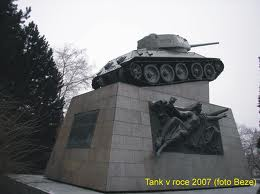 Tank v roce 2007 (foto Beze)